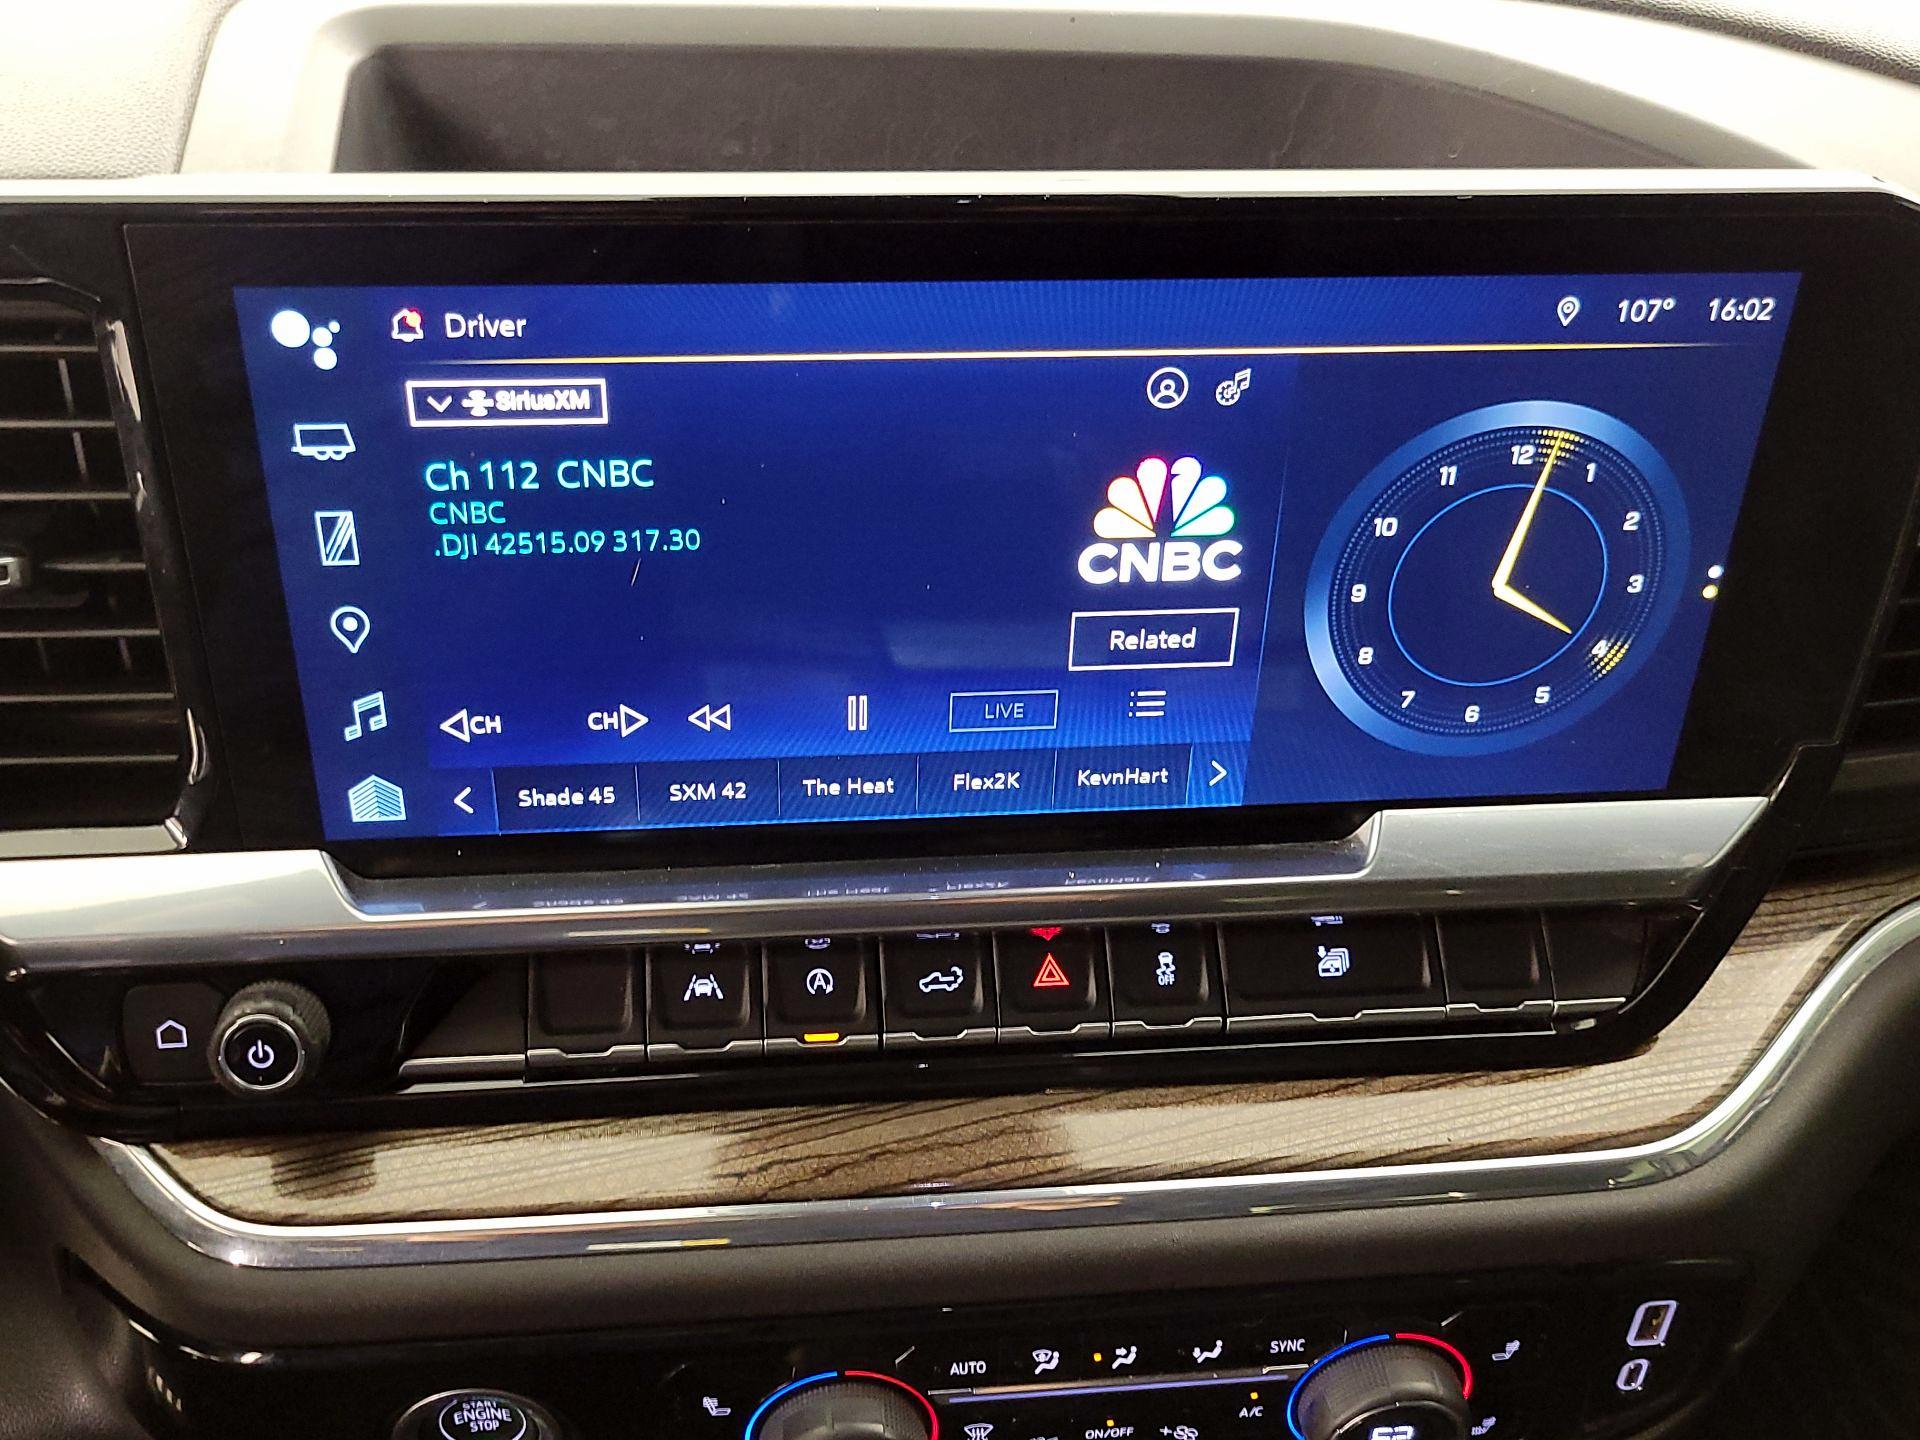 Driver
107° 16:02
SiriusXM
Ch 112 CNBC
CNBC
.DJI 42515.09 317.30
CNBC
Related
CH
CH
LIVE
Shade 45
SXM 42
The Heat
Flex2K
KevnHart
12
1
2
3
4
5
6
7
8
9
10
11
A
OFF
START
ENGINE
STOP
AUTO
SYNC
A/C
ON/OFF